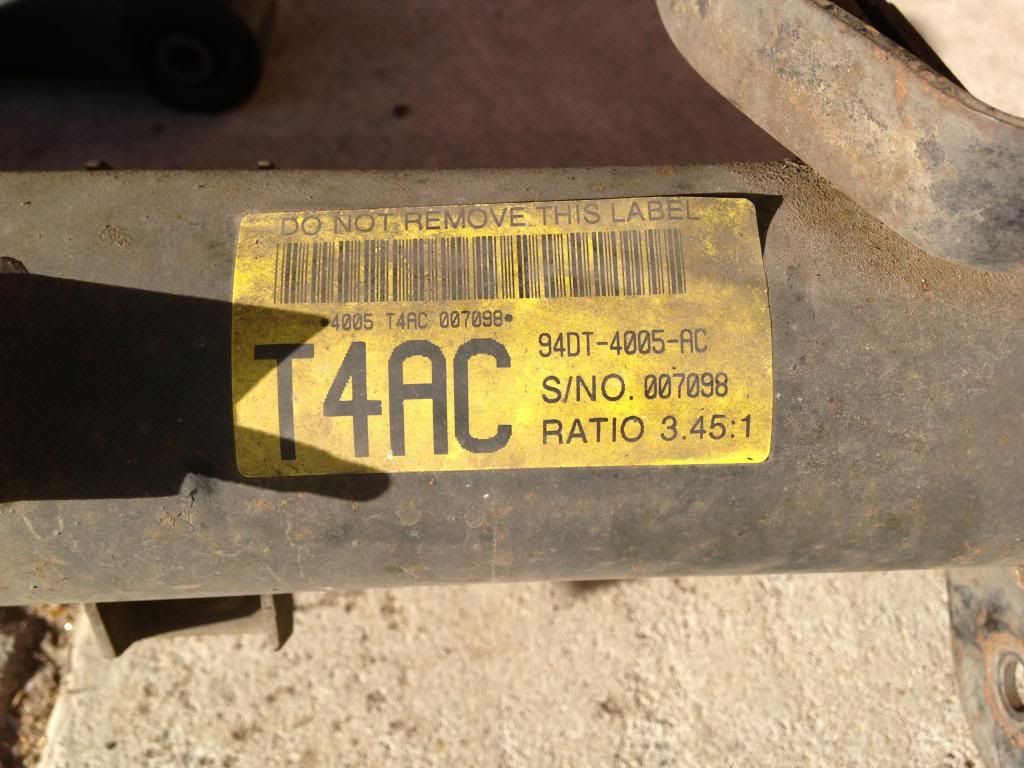 DO NOT REMOVE THIS LABEL
*4005 T4AC 007098*
T4AC
94DT-4005-AC
S/NO. 007098
RATIO 3.45:1